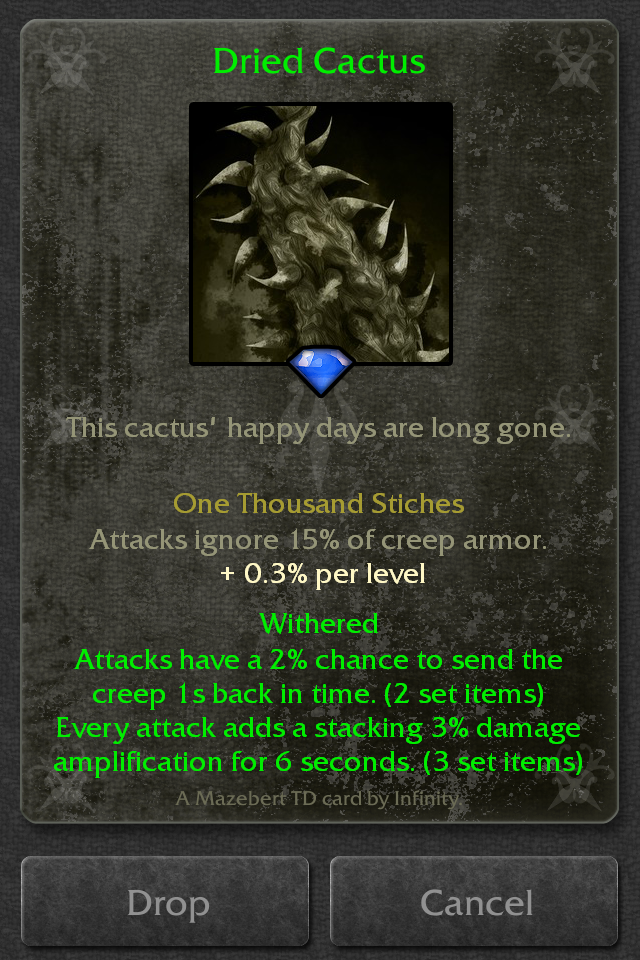 Dried Cactus
This cactus' happy days are long gone.
One Thousand Stiches
Attacks ignore 15% of creep armor.
+ 0.3% per level
Withered
Attacks have a 2% chance to send the
creep 1s back in time. (2 set items)
Every attack adds a stacking 3% damage
amplification for 6 seconds. (3 set items)
A Mazebert TD card by Infinity
Drop
Cancel